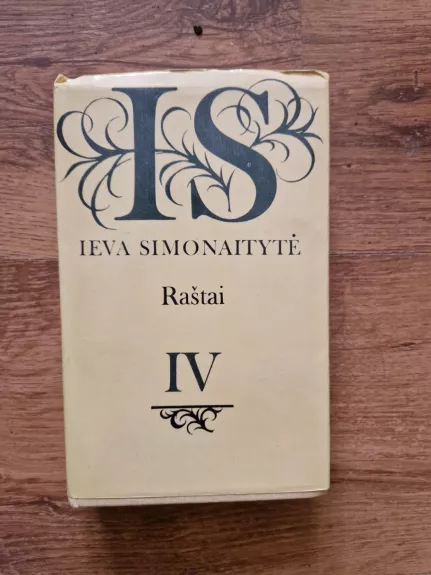 IS
IEVA SIMONAITYTĖ
Raštai
IV